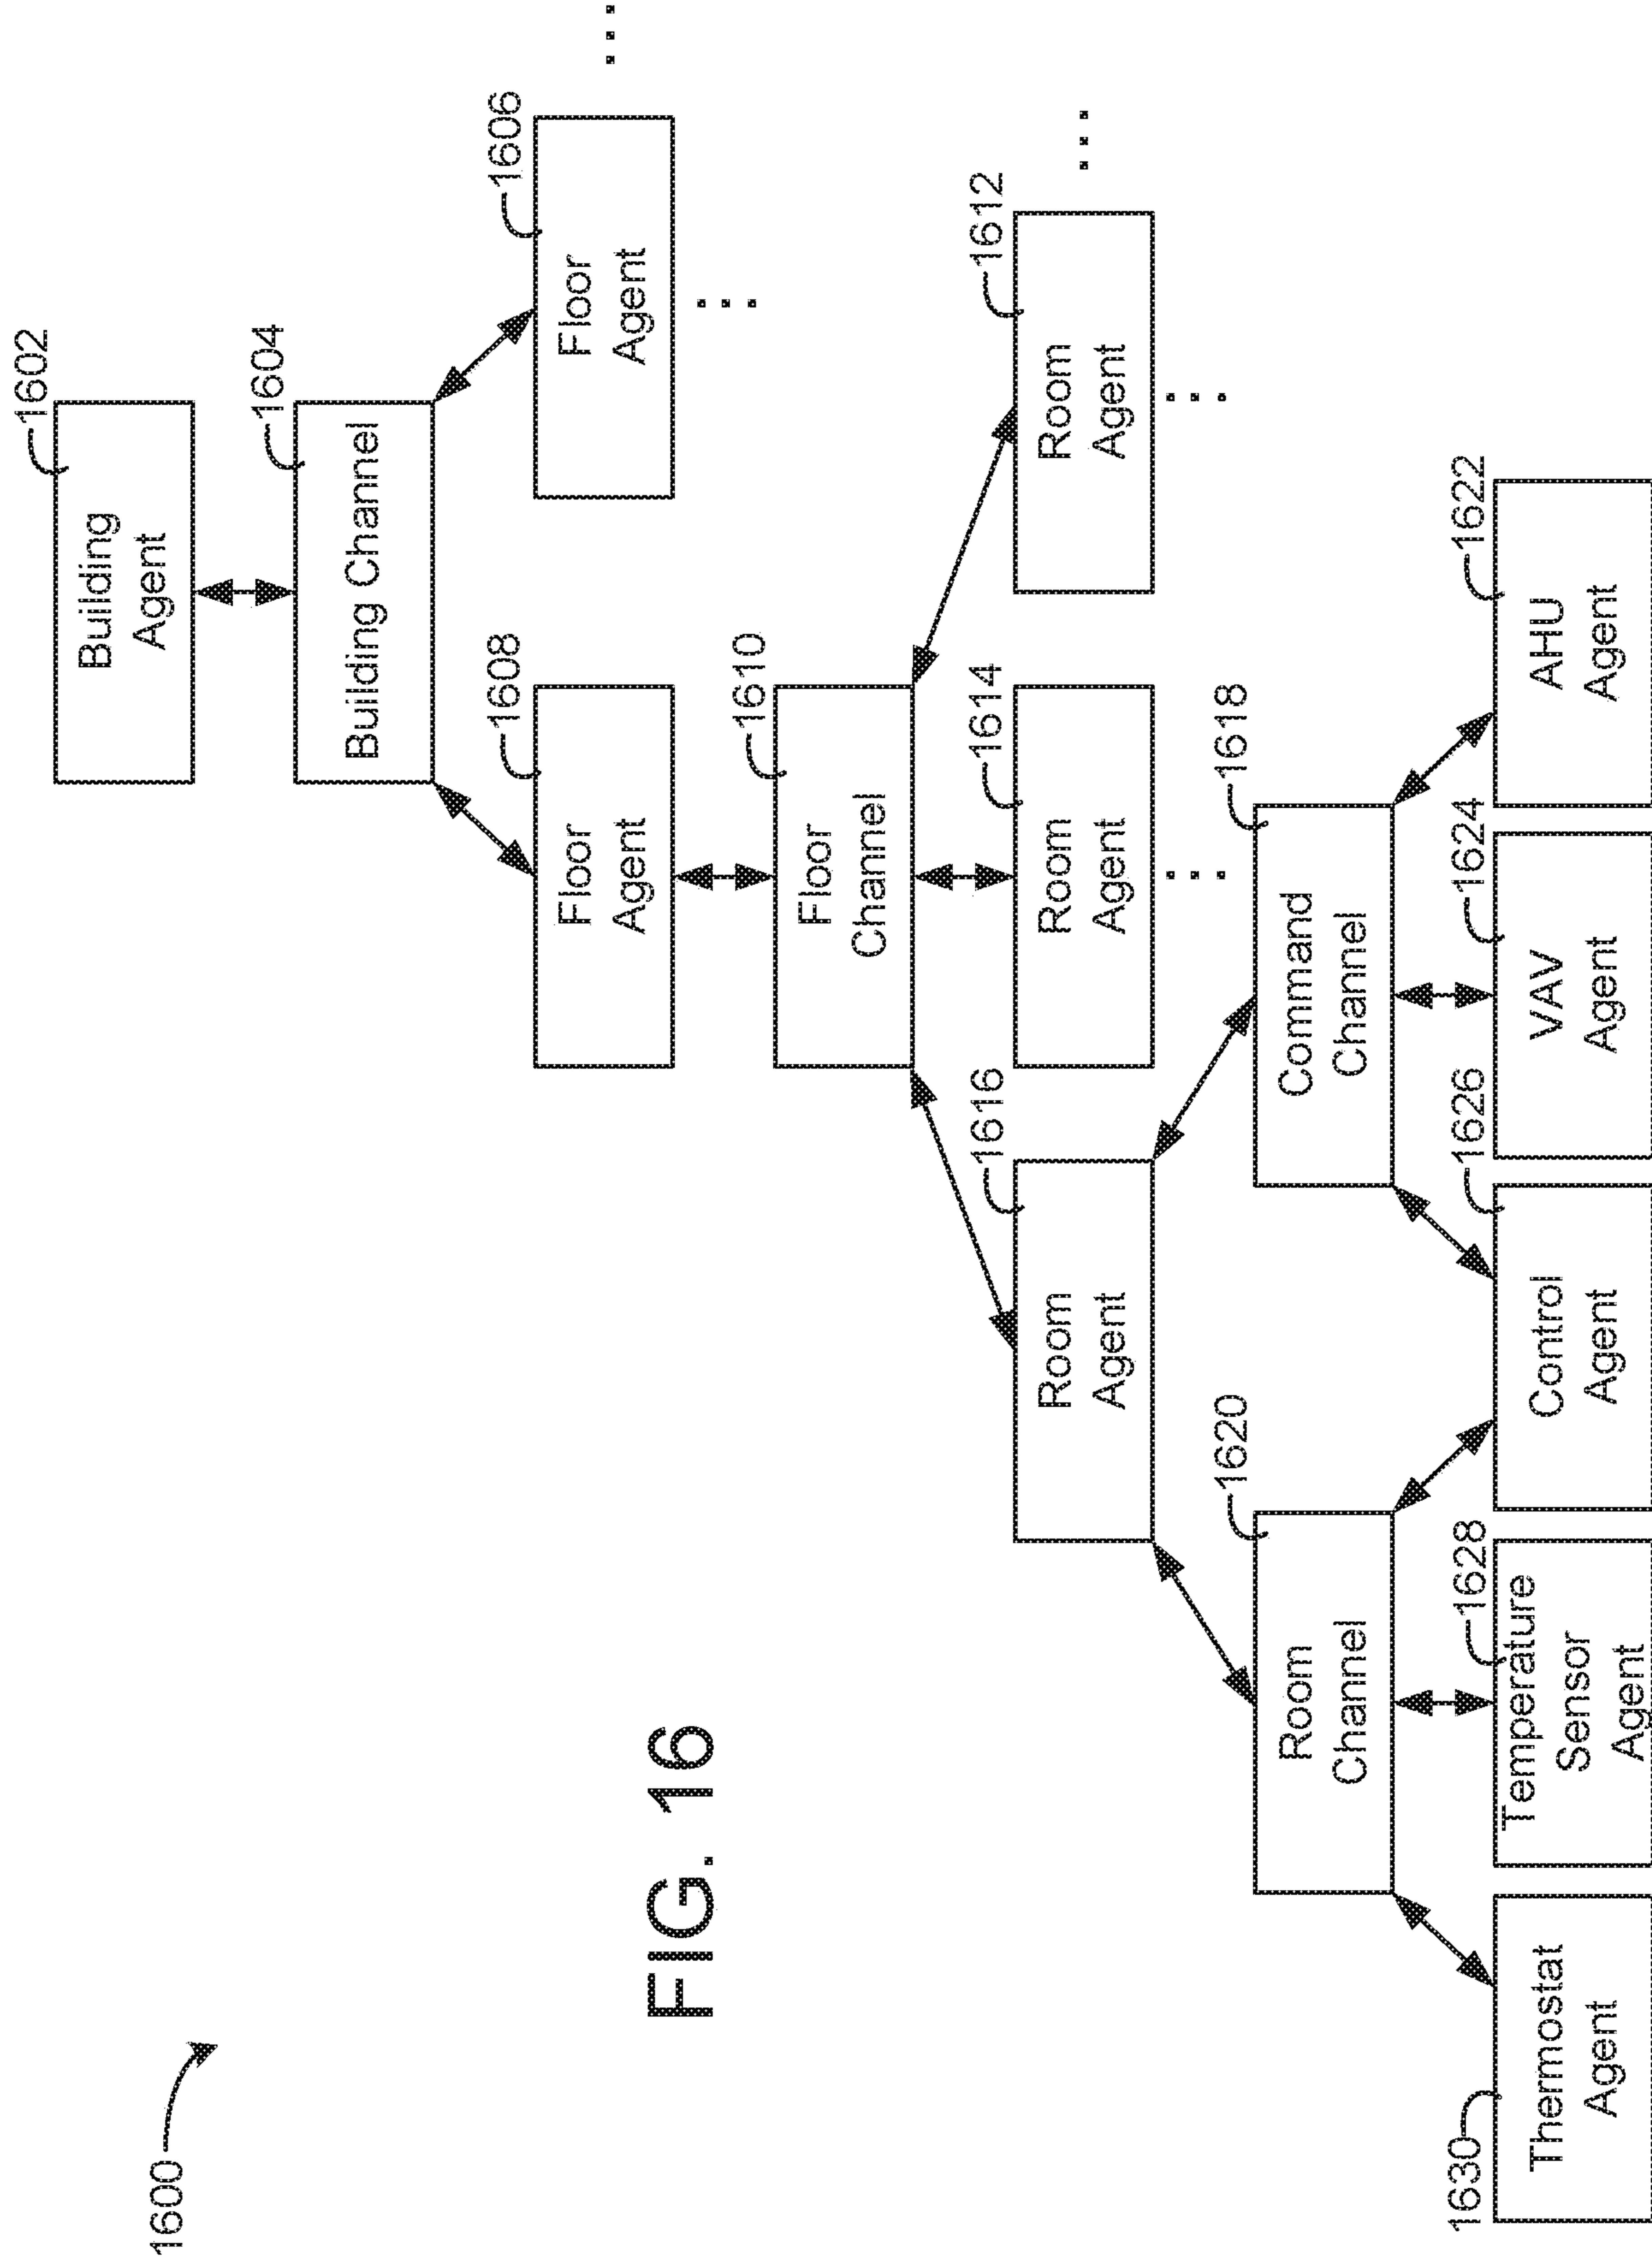 1600
FIG. 16
1602
Building
Agent
1604
Building Channel
1608
Floor
Agent
1606
Floor
Agent
...
...
1610
Floor
Channel
1616
Room
Agent
1614
Room
Agent
...
1612
Room
Agent
...
...
1620
Room
Channel
1618
Command
Channel
1630
Thermostat
Agent
1628
Temperature
Sensor
Agent
1626
Control
Agent
1624
VAV
Agent
1622
AHU
Agent